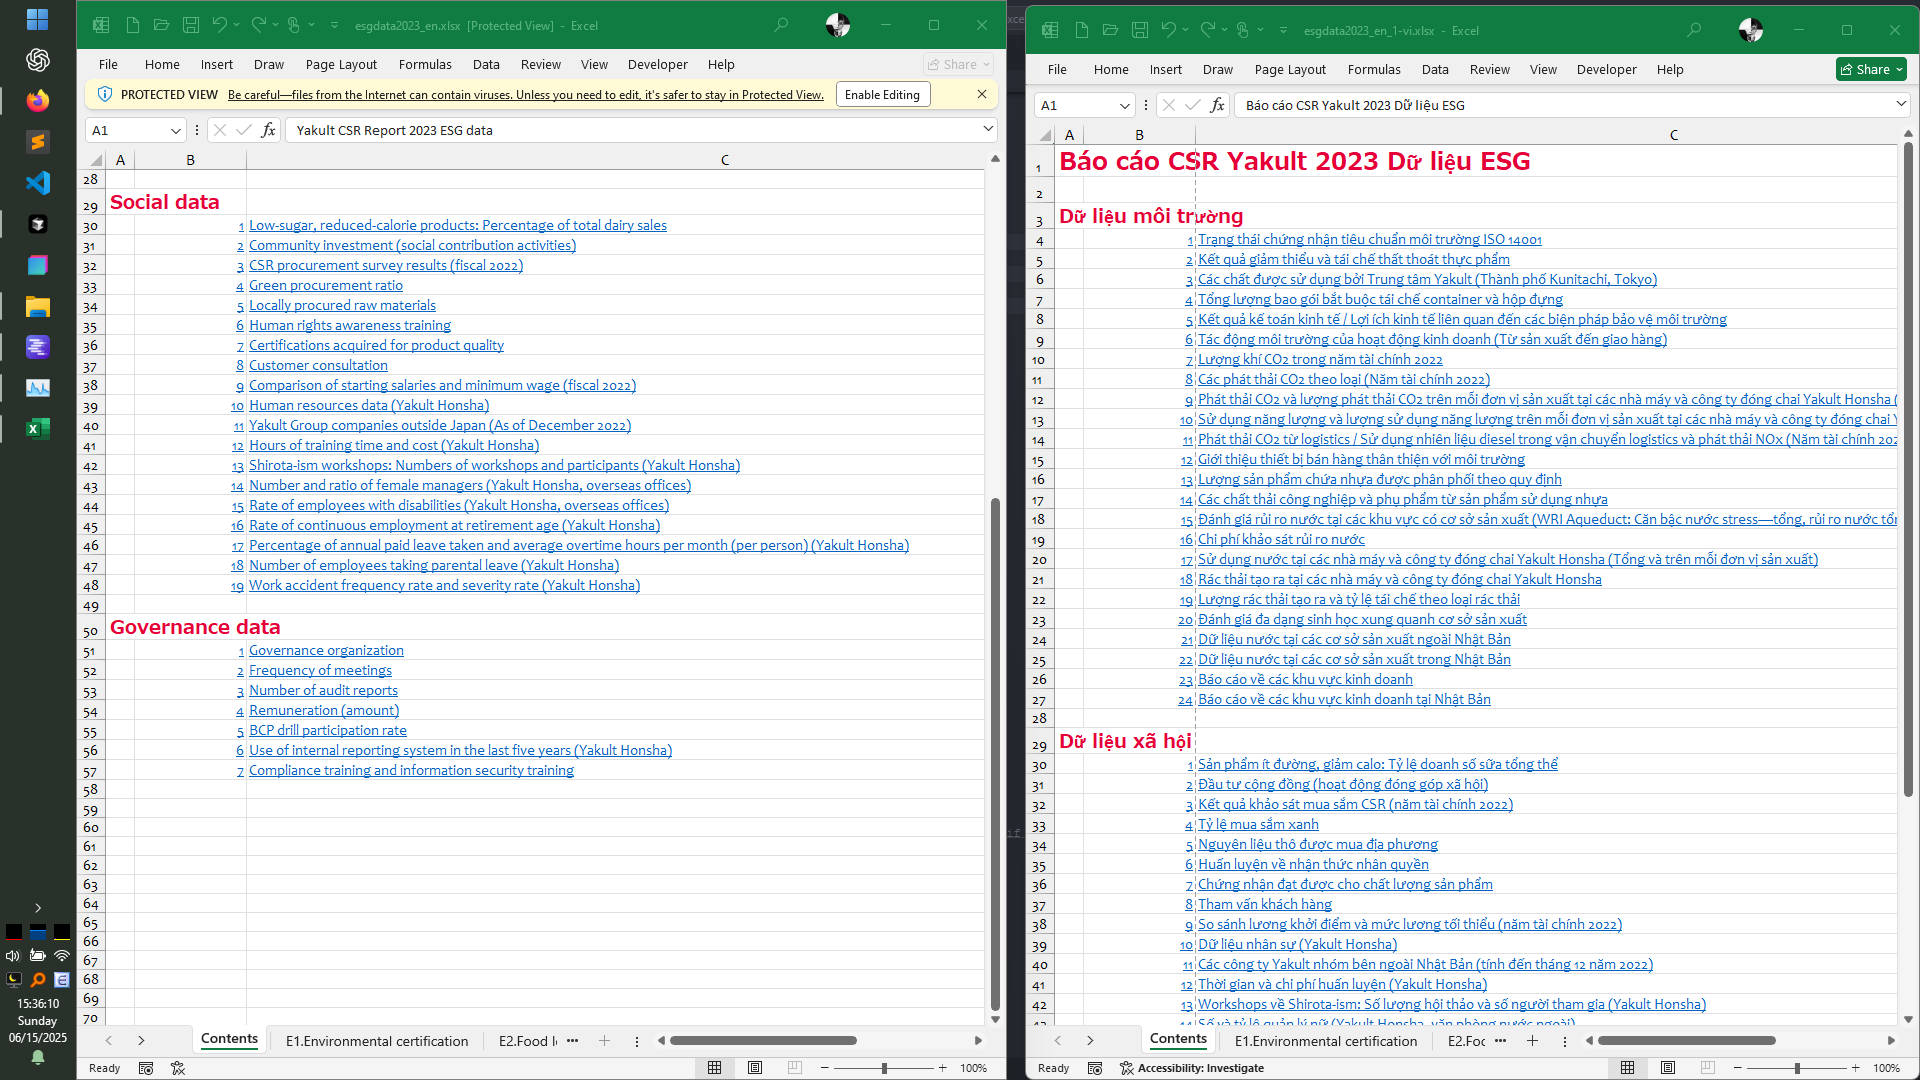 esgdata2023_en.xlsx [Protected View] - Excel
File Home Insert Draw Page Layout Formulas Data Review View Developer Help Share
PROTECTED VIEW Be careful—files from the Internet can contain viruses. Unless you need to edit, it's safer to stay in Protected View. Enable Editing
A1 fx Yakult CSR Report 2023 ESG data
A B C
28
29 Social data
30 1 Low-sugar, reduced-calorie products: Percentage of total dairy sales
31 2 Community investment (social contribution activities)
32 3 CSR procurement survey results (fiscal 2022)
33 4 Green procurement ratio
34 5 Locally procured raw materials
35 6 Human rights awareness training
36 7 Certifications acquired for product quality
37 8 Customer consultation
38 9 Comparison of starting salaries and minimum wage (fiscal 2022)
39 10 Human resources data (Yakult Honsha)
40 11 Yakult Group companies outside Japan (As of December 2022)
41 12 Hours of training time and cost (Yakult Honsha)
42 13 Shirota-ism workshops: Numbers of workshops and participants (Yakult Honsha)
43 14 Number and ratio of female managers (Yakult Honsha, overseas offices)
44 15 Rate of employees with disabilities (Yakult Honsha, overseas offices)
45 16 Rate of continuous employment at retirement age (Yakult Honsha)
46 17 Percentage of annual paid leave taken and average overtime hours per month (per person) (Yakult Honsha)
47 18 Number of employees taking parental leave (Yakult Honsha)
48 19 Work accident frequency rate and severity rate (Yakult Honsha)
49
50 Governance data
51 1 Governance organization
52 2 Frequency of meetings
53 3 Number of audit reports
54 4 Remuneration (amount)
55 5 BCP drill participation rate
56 6 Use of internal reporting system in the last five years (Yakult Honsha)
57 7 Compliance training and information security training
58
59
60
61
62
63
64
65
66
67
68
69
70
Contents E1.Environmental certification E2.Food l
Ready 100%
esgdata2023_en_1-vi.xlsx - Excel
File Home Insert Draw Page Layout Formulas Data Review View Developer Help Share
A1 fx Báo cáo CSR Yakult 2023 Dữ liệu ESG
A B C
1 Báo cáo CSR Yakult 2023 Dữ liệu ESG
2
3 Dữ liệu môi trường
4 1 Trạng thái chứng nhận tiêu chuẩn môi trường ISO 14001
5 2 Kết quả giảm thiểu và tái chế thất thoát thực phẩm
6 3 Các chất được sử dụng bởi Trung tâm Yakult (Thành phố Kunitachi, Tokyo)
7 4 Tổng lượng bao gói bắt buộc tái chế container và hộp đựng
8 5 Kết quả kế toán kinh tế / Lợi ích kinh tế liên quan đến các biện pháp bảo vệ môi trường
9 6 Tác động môi trường của hoạt động kinh doanh (Từ sản xuất đến giao hàng)
10 7 Lượng khí CO2 trong năm tài chính 2022
11 8 Các phát thải CO2 theo loại (Năm tài chính 2022)
12 9 Phát thải CO2 và lượng phát thải CO2 trên mỗi đơn vị sản xuất tại các nhà máy và công ty đóng chai Yakult Honsha (
13 10 Sử dụng năng lượng và lượng sử dụng năng lượng trên mỗi đơn vị sản xuất tại các nhà máy và công ty đóng chai Y
14 11 Phát thải CO2 từ logistics / Sử dụng nhiên liệu diesel trong vận chuyển logistics và phát thải NOx (Năm tài chính 202
15 12 Giới thiệu thiết bị bán hàng thân thiện với môi trường
16 13 Lượng sản phẩm chứa nhựa được phân phối theo quy định
17 14 Các chất thải công nghiệp và phụ phẩm từ sản phẩm sử dụng nhựa
18 15 Đánh giá rủi ro nước tại các khu vực có cơ sở sản xuất (WRI Aqueduct: Căn bậc nước stress—tổng, rủi ro nước tổn
19 16 Chi phí khảo sát rủi ro nước
20 17 Sử dụng nước tại các nhà máy và công ty đóng chai Yakult Honsha (Tổng và trên mỗi đơn vị sản xuất)
21 18 Rác thải tạo ra tại các nhà máy và công ty đóng chai Yakult Honsha
22 19 Lượng rác thải tạo ra và tỷ lệ tái chế theo loại rác thải
23 20 Đánh giá đa dạng sinh học xung quanh cơ sở sản xuất
24 21 Dữ liệu nước tại các cơ sở sản xuất ngoài Nhật Bản
25 22 Dữ liệu nước tại các cơ sở sản xuất trong Nhật Bản
26 23 Báo cáo về các khu vực kinh doanh
27 24 Báo cáo về các khu vực kinh doanh tại Nhật Bản
28
29 Dữ liệu xã hội
30 1 Sản phẩm ít đường, giảm calo: Tỷ lệ doanh số sữa tổng thể
31 2 Đầu tư cộng đồng (hoạt động đóng góp xã hội)
32 3 Kết quả khảo sát mua sắm CSR (năm tài chính 2022)
33 4 Tỷ lệ mua sắm xanh
34 5 Nguyên liệu thô được mua địa phương
35 6 Huấn luyện về nhận thức nhân quyền
36 7 Chứng nhận đạt được cho chất lượng sản phẩm
37 8 Tham vấn khách hàng
38 9 So sánh lương khởi điểm và mức lương tối thiểu (năm tài chính 2022)
39 10 Dữ liệu nhân sự (Yakult Honsha)
40 11 Các công ty Yakult nhóm bên ngoài Nhật Bản (tính đến tháng 12 năm 2022)
41 12 Thời gian và chi phí huấn luyện (Yakult Honsha)
42 13 Workshops về Shirota-ism: Số lượng hội thảo và số người tham gia (Yakult Honsha)
43 14 Số và tỷ lệ quản lý nữ (Yakult Honsha, văn phòng nước ngoài)
Contents E1.Environmental certification E2.Foc
Ready Accessibility: Investigate 100%
15:36:10
Sunday
06/15/2025